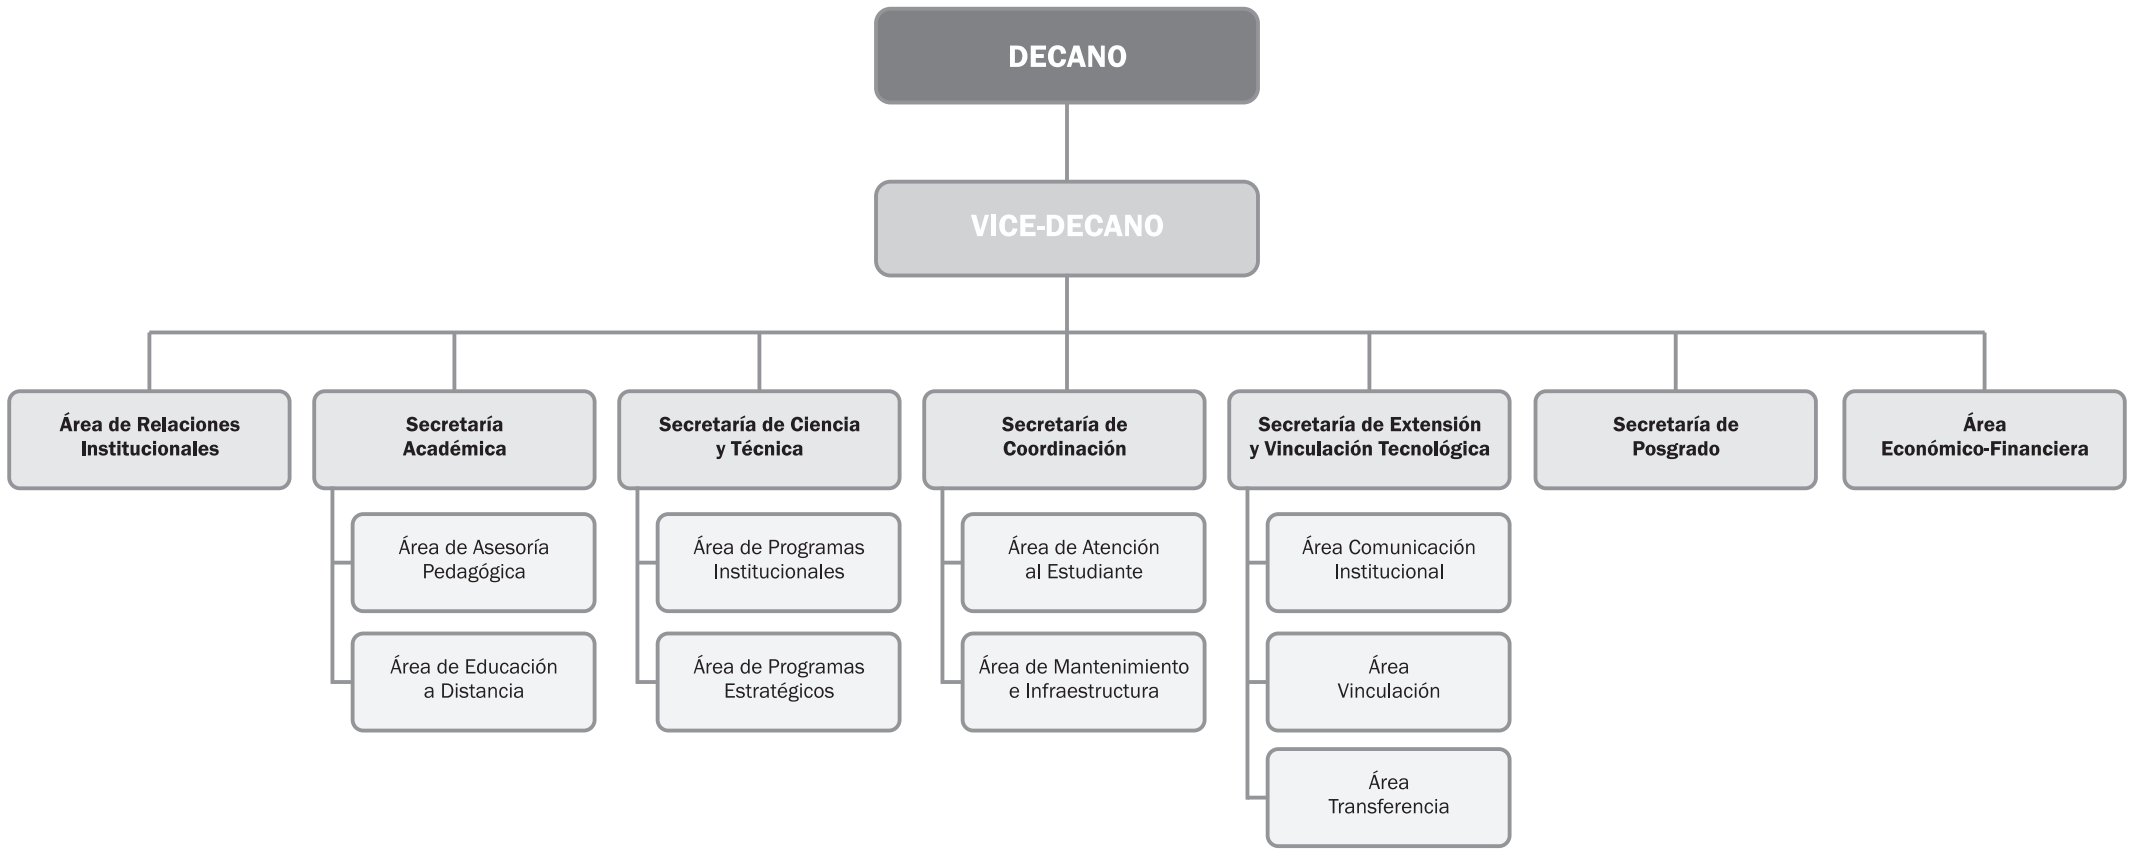 DECANO
VICE-DECANO
Área de Relaciones
Institucionales
Secretaría
Académica
Secretaría de Ciencia
y Técnica
Secretaría de
Coordinación
Secretaría de Extensión
y Vinculación Tecnológica
Secretaría de
Posgrado
Área
Económico-Financiera
Área de Asesoría
Pedagógica
Área de Educación
a Distancia
Área de Programas
Institucionales
Área de Programas
Estratégicos
Área de Atención
al Estudiante
Área de Mantenimiento
e Infraestructura
Área Comunicación
Institucional
Área
Vinculación
Área
Transferencia